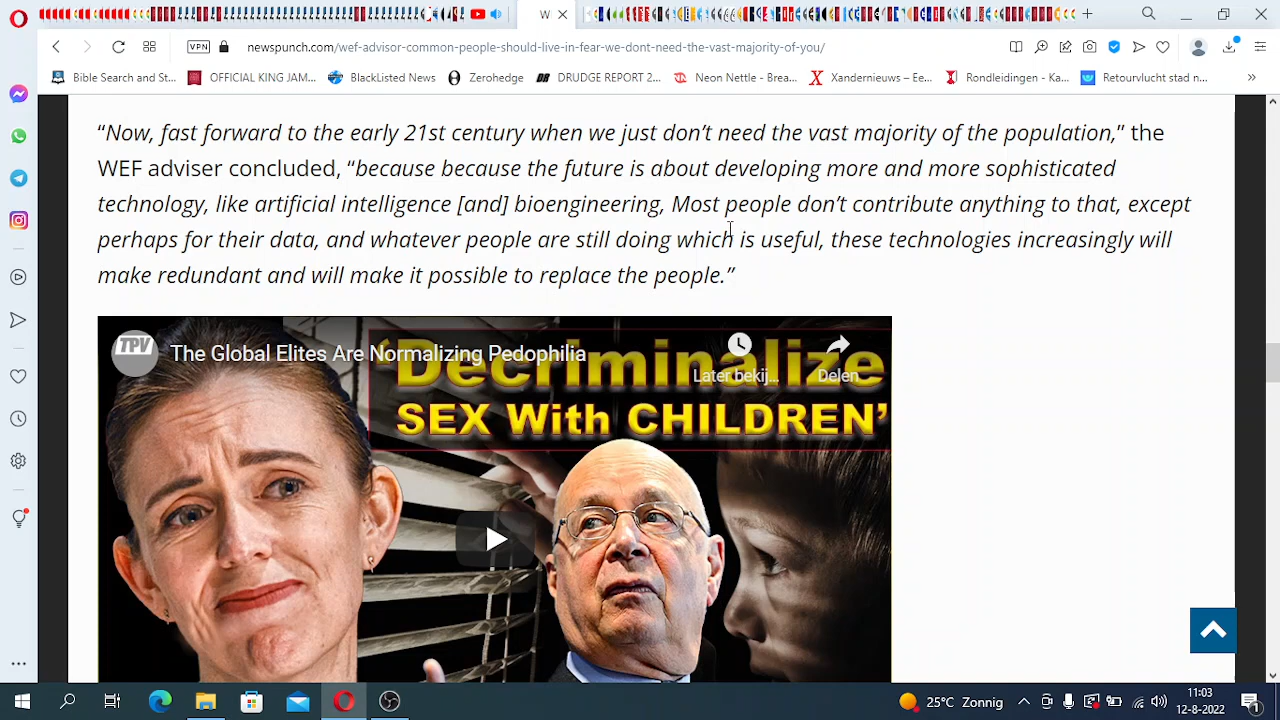 W
VPN
newspunch.com/wef-advisor-common-people-should-live-in-fear-we-dont-need-the-vast-majority-of-you/
Bible Search and St...
OFFICIAL KING JAM...
BlackListed News
Zerohedge
DRUDGE REPORT 2...
Neon Nettle - Brea...
Xandernieuws – Ee...
Rondleidingen - Ka...
Retourvlucht stad n...
“Now, fast forward to the early 21st century when we just don’t need the vast majority of the population,” the
WEF adviser concluded, “because because the future is about developing more and more sophisticated
technology, like artificial intelligence [and] bioengineering, Most people don’t contribute anything to that, except
perhaps for their data, and whatever people are still doing which is useful, these technologies increasingly will
make redundant and will make it possible to replace the people.”
TPV
The Global Elites Are Normalizing Pedophilia
Later bekij...
Delen
‘Decriminalize
SEX With CHILDREN’
25°C Zonnig
11:03
12-8-2022
1